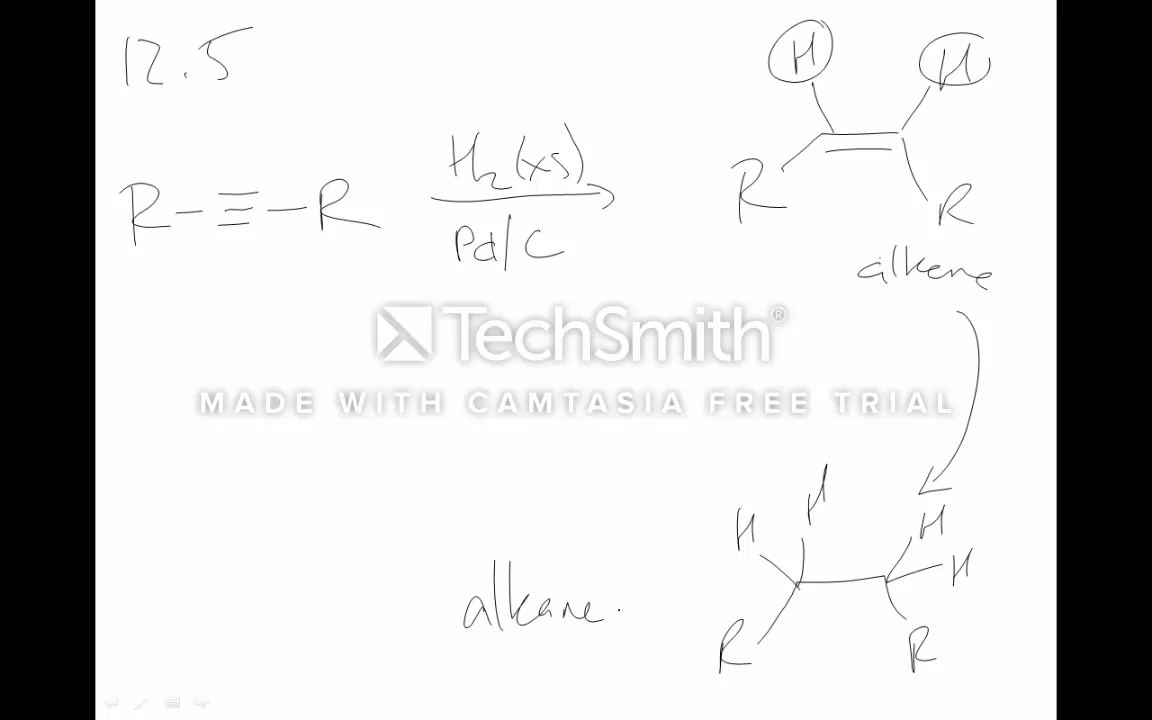 12.5
H H
R-≡-R
H2(xs)
Pd/C
R R
alkene
TechSmith®
MADE WITH CAMTASIA FREE TRIAL
H H H H
alkane.
R R